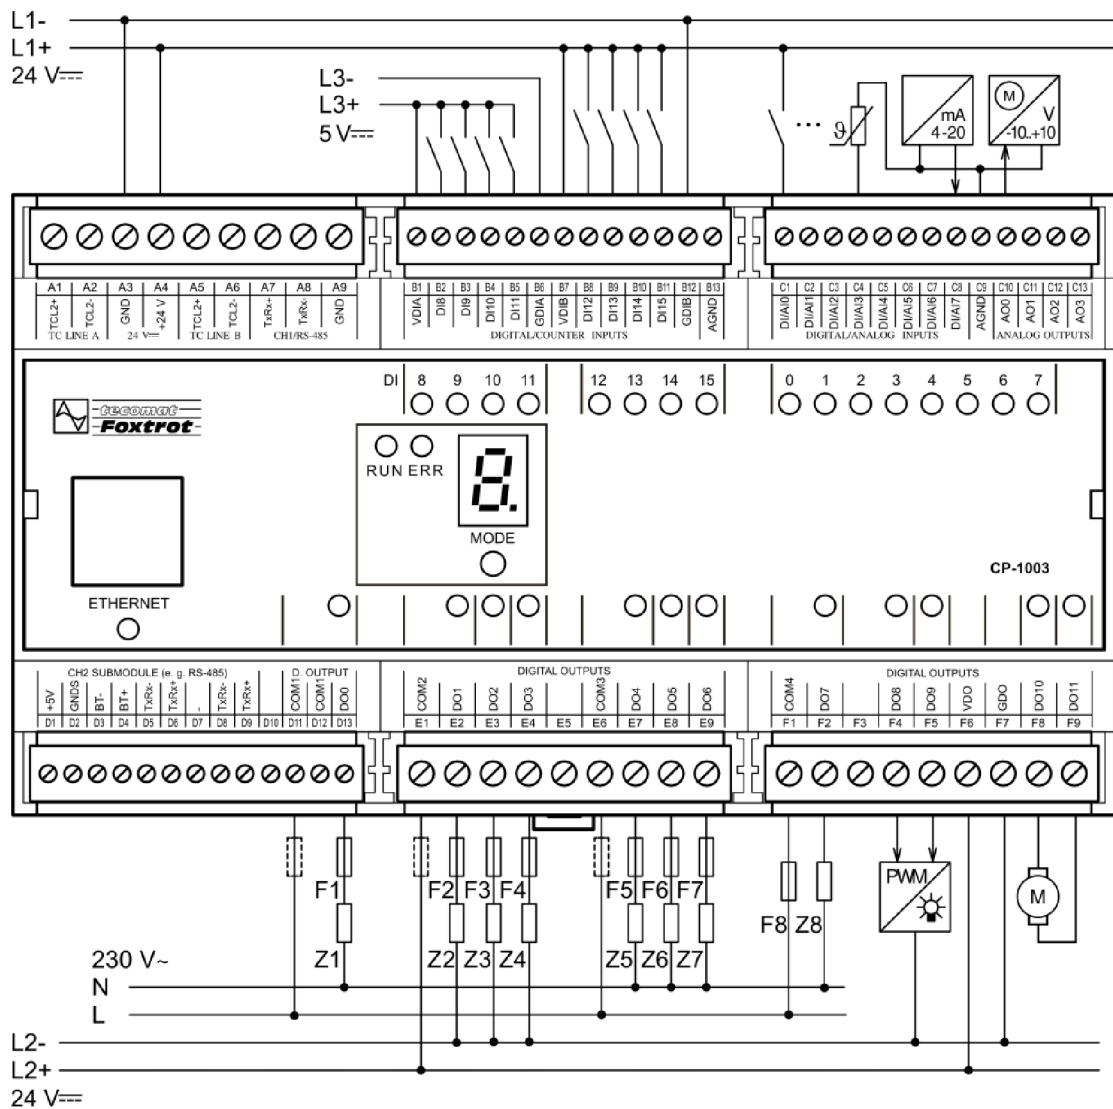 L1-
L1+
24 V
L3-
L3+
5 V
ϑ
mA
4-20
M
V
-10..+10
A1 A2 A3 A4 A5 A6 A7 A8 A9
TCL2+ TCL2- GND +24 V TCL2+ TCL2- TxRx+ TxRx- GND
TC LINE A 24 V TC LINE B CH1/RS-485
B1 B2 B3 B4 B5 B6 B7 B8 B9 B10 B11 B12 B13
VDIA DI8 DI9 DI10 DI11 GDIA VDIB DI12 DI13 DI14 DI15 GDIB AGND
DIGITAL/COUNTER INPUTS
C1 C2 C3 C4 C5 C6 C7 C8 C9 C10 C11 C12 C13
DI/AI0 DI/AI1 DI/AI2 DI/AI3 DI/AI4 DI/AI5 DI/AI6 DI/AI7 AGND AO0 AO1 AO2 AO3
DIGITAL/ANALOG INPUTS ANALOG OUTPUTS
DI 8 9 10 11 12 13 14 15 0 1 2 3 4 5 6 7
tecomat
Foxtrot
RUN ERR
8.
MODE
CP-1003
ETHERNET
CH2 SUBMODULE (e. g. RS-485) D. OUTPUT
+5V GNDS BT- BT+ TxRx- TxRx+ - TxRx- TxRx+ COM1 COM1 DO0
D1 D2 D3 D4 D5 D6 D7 D8 D9 D10 D11 D12 D13
DIGITAL OUTPUTS
COM2 DO1 DO2 DO3 COM3 DO4 DO5 DO6
E1 E2 E3 E4 E5 E6 E7 E8 E9
DIGITAL OUTPUTS
COM4 DO7 DO8 DO9 VDO GDO DO10 DO11
F1 F2 F3 F4 F5 F6 F7 F8 F9
F1 F2 F3 F4 F5 F6 F7
PWM
M
F8 Z8
Z1 Z2 Z3 Z4 Z5 Z6 Z7
230 V~
N
L
L2-
L2+
24 V